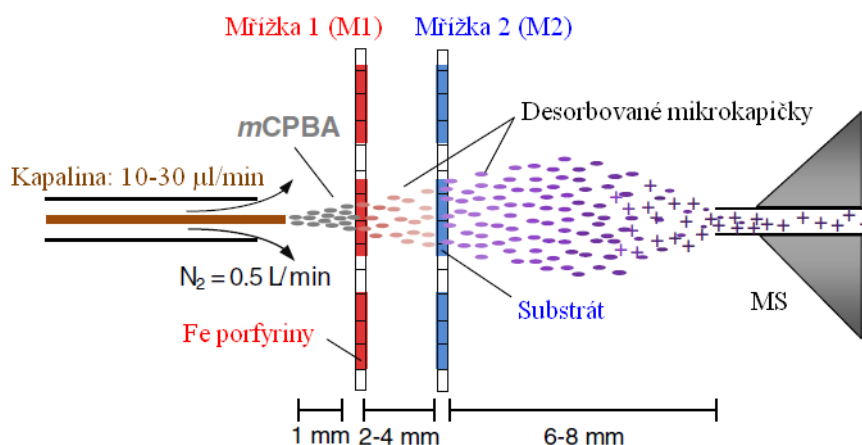 Mřížka 1 (M1)
Mřížka 2 (M2)
mCPBA
Desorbované mikrokapičky
Kapalina: 10-30 µl/min
N₂ = 0.5 L/min
Substrát
MS
Fe porfyriny
1 mm
2-4 mm
6-8 mm